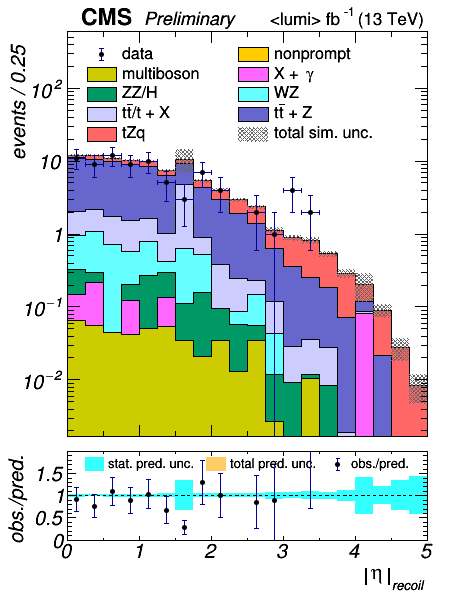 CMS Preliminary <lumi> fb⁻¹ (13 TeV)
events / 0.25
data nonprompt
multiboson X + γ
ZZ/H WZ
tt̄/t + X tt̄ + Z
tZq total sim. unc.
10²
10
1
10⁻¹
10⁻²
obs./pred.
stat. pred. unc. total pred. unc. obs./pred.
1.5
1
0.5
0
0 1 2 3 4 5
|η|recoil